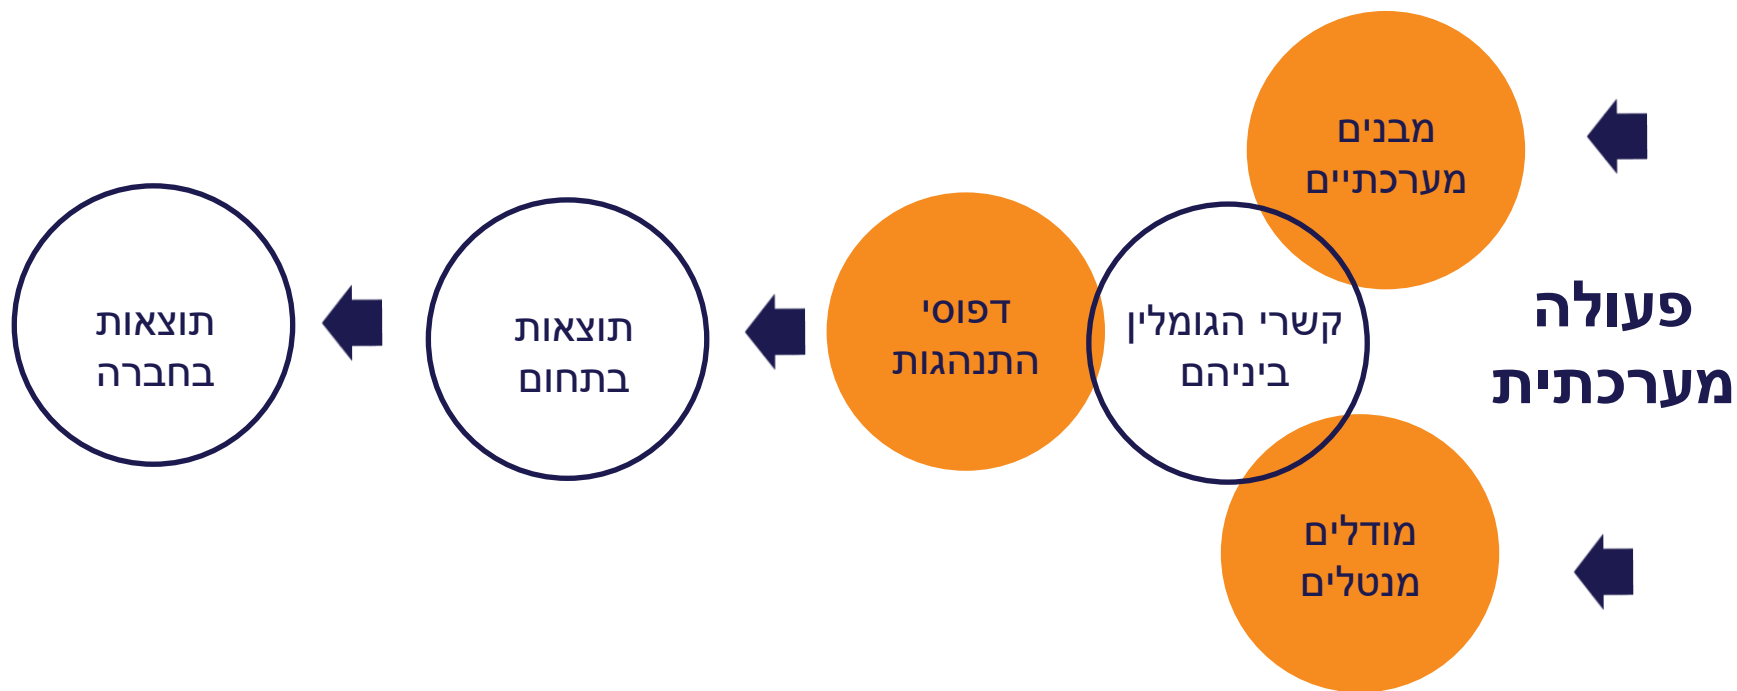 פעולה
מערכתית
מבנים
מערכתיים
מודלים
מנטלים
קשרי הגומלין
ביניהם
דפוסי
התנהגות
תוצאות
בתחום
תוצאות
בחברה